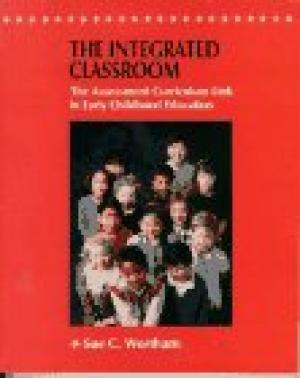 THE INTEGRATED
CLASSROOM
The Assessment-Curriculum Link
in Early Childhood Education
Sue C. Wortham